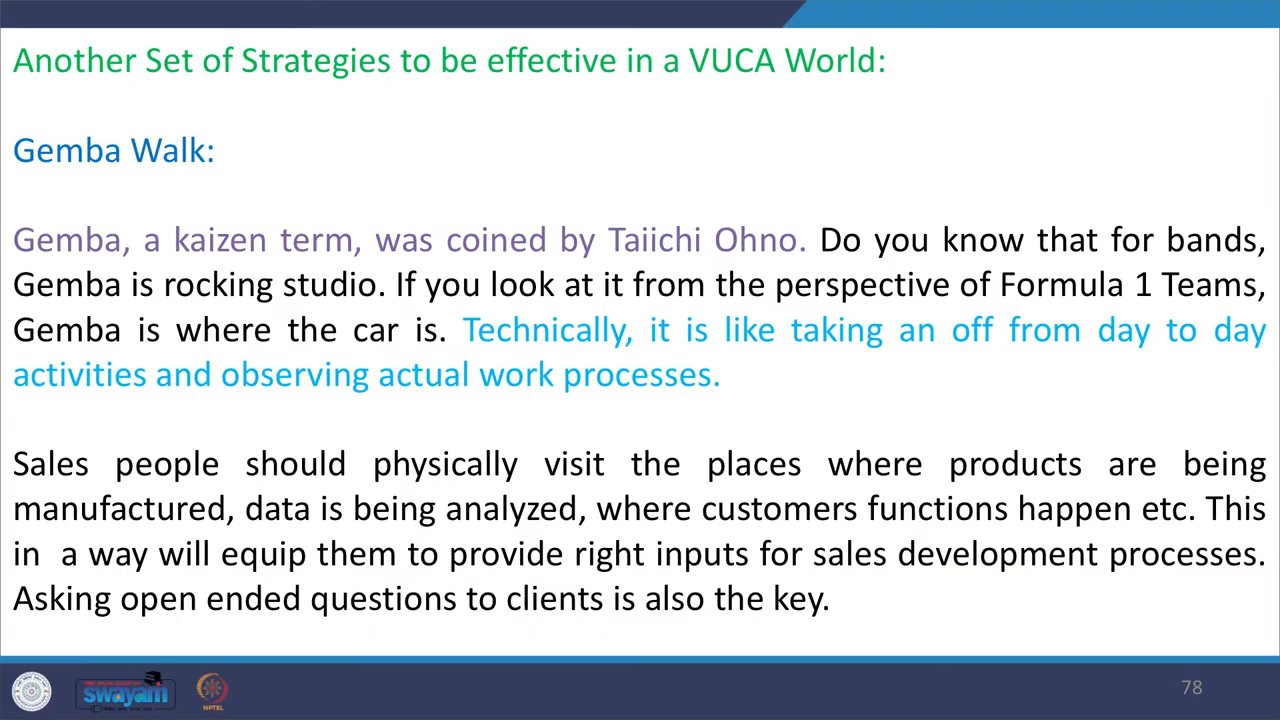 Another Set of Strategies to be effective in a VUCA World:
Gemba Walk:
Gemba, a kaizen term, was coined by Taiichi Ohno. Do you know that for bands,
Gemba is rocking studio. If you look at it from the perspective of Formula 1 Teams,
Gemba is where the car is. Technically, it is like taking an off from day to day
activities and observing actual work processes.
Sales people should physically visit the places where products are being
manufactured, data is being analyzed, where customers functions happen etc. This
in a way will equip them to provide right inputs for sales development processes.
Asking open ended questions to clients is also the key.
swayam
NPTEL
78